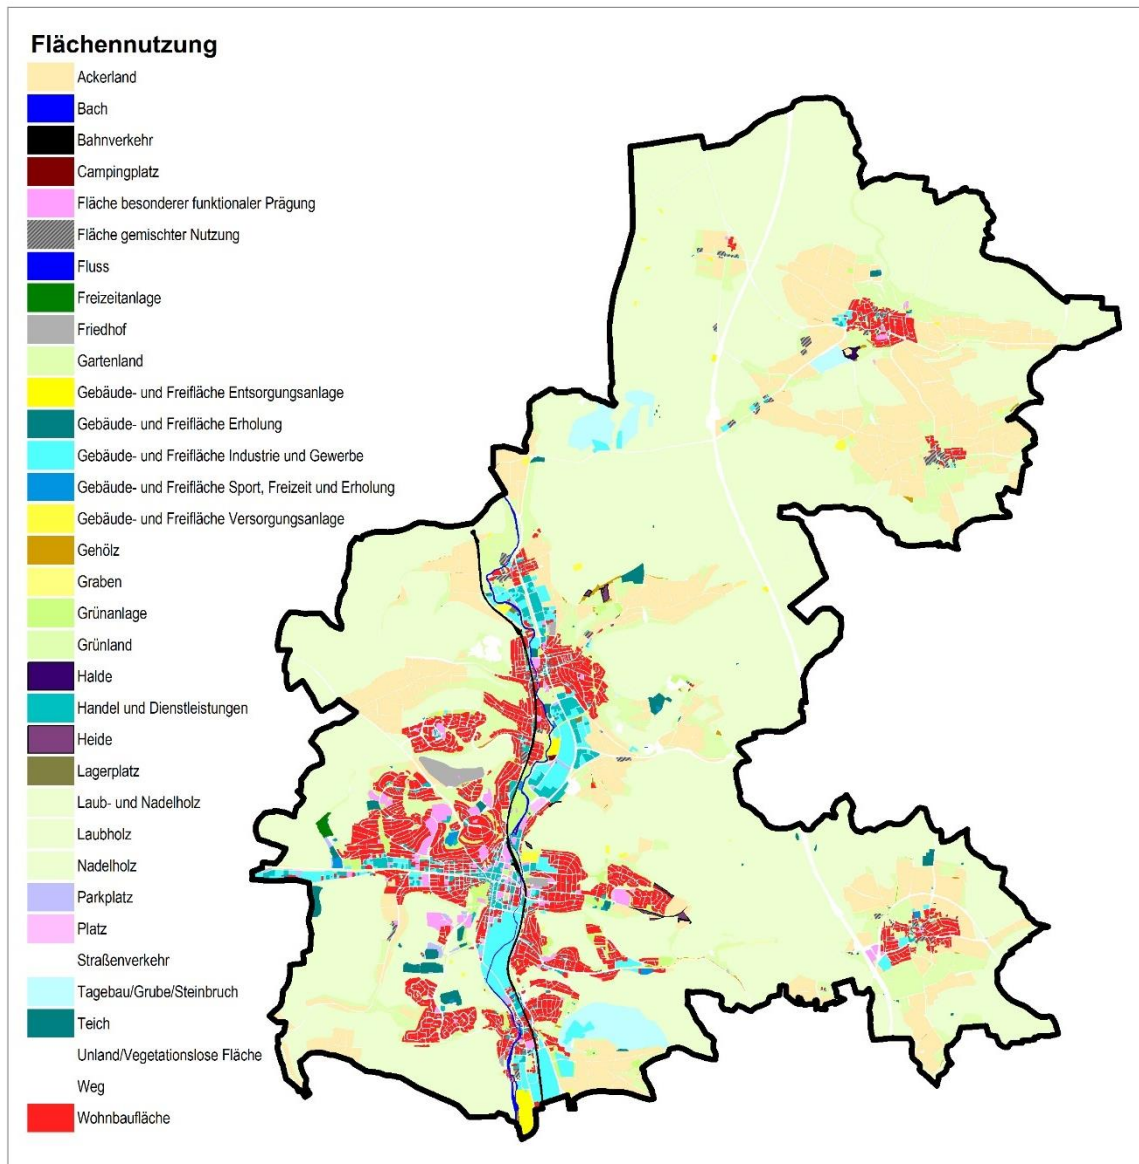 Flächennutzung
Ackerland
Bach
Bahnverkehr
Campingplatz
Fläche besonderer funktionaler Prägung
Fläche gemischter Nutzung
Fluss
Freizeitanlage
Friedhof
Gartenland
Gebäude- und Freifläche Entsorgungsanlage
Gebäude- und Freifläche Erholung
Gebäude- und Freifläche Industrie und Gewerbe
Gebäude- und Freifläche Sport, Freizeit und Erholung
Gebäude- und Freifläche Versorgungsanlage
Gehölz
Graben
Grünanlage
Grünland
Halde
Handel und Dienstleistungen
Heide
Lagerplatz
Laub- und Nadelholz
Laubholz
Nadelholz
Parkplatz
Platz
Straßenverkehr
Tagebau/Grube/Steinbruch
Teich
Unland/Vegetationslose Fläche
Weg
Wohnbaufläche